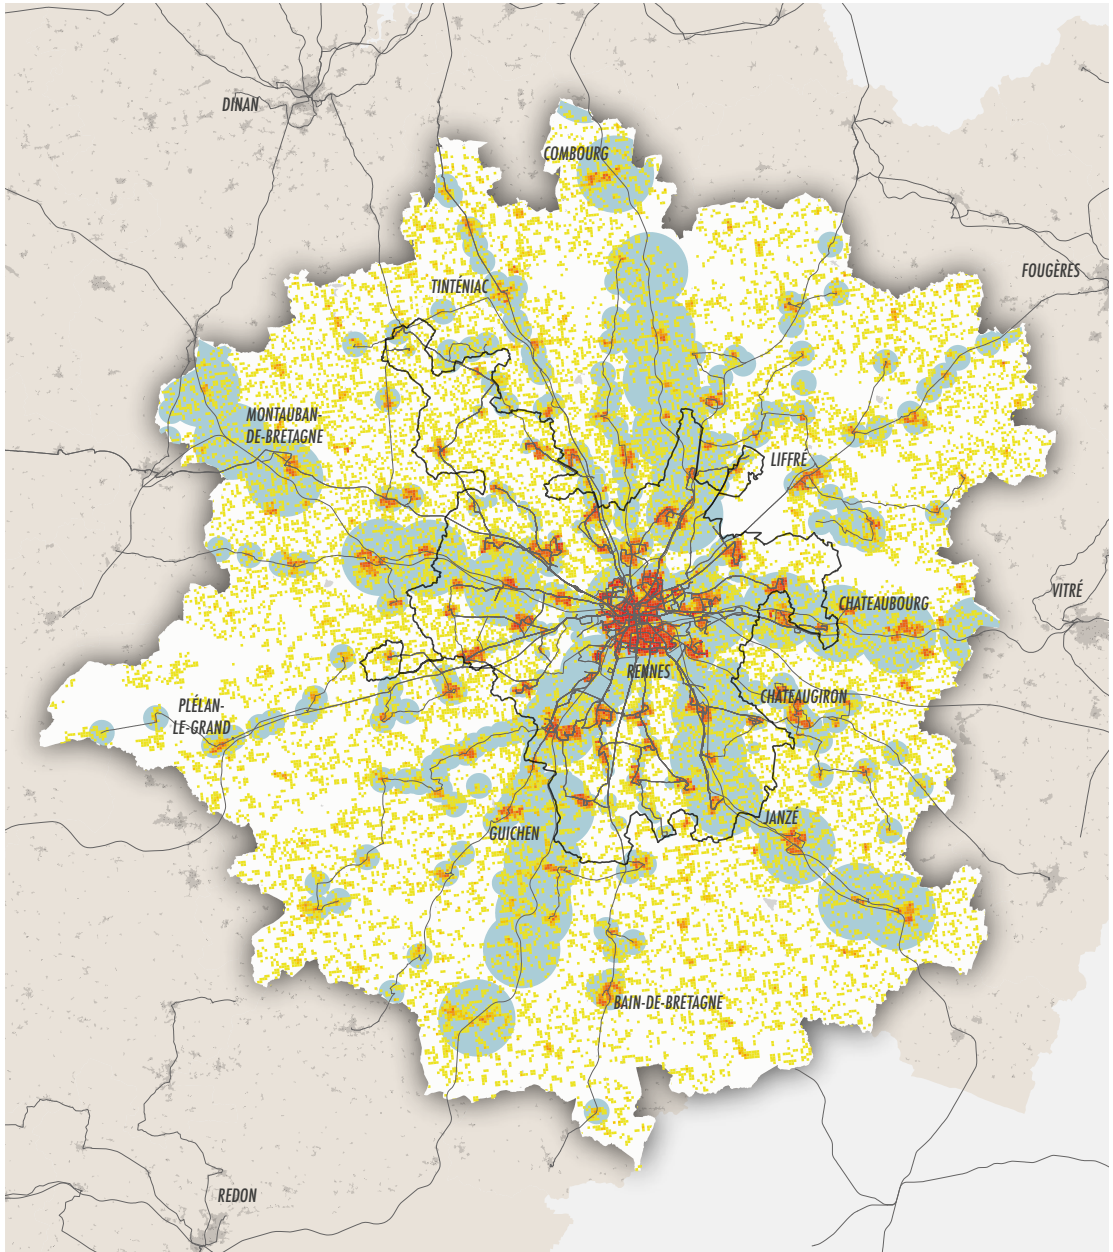 DINAN
COMBOURG
FOUGÈRES
TINTÉNIAC
MONTAUBAN-
DE-BRETAGNE
LIFFRÉ
VITRÉ
CHATEAUBOURG
RENNES
CHATEAUGIRON
PLÉLAN-
LE-GRAND
JANZÉ
GUICHEN
BAIN-DE-BRETAGNE
REDON